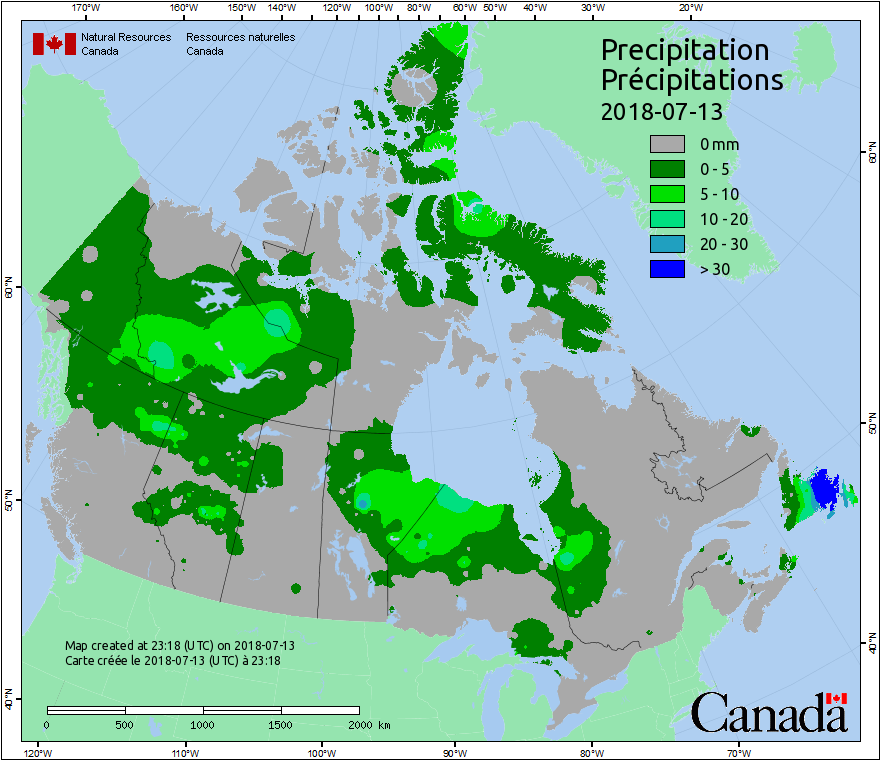 170°W 160°W 150°W 140°W 120°W 110°W 100°W 90°W 80°W 60°W 50°W 40°W 30°W 20°W
Natural Resources Canada
Ressources naturelles Canada
Precipitation
Précipitations
2018-07-13
0 mm
0 - 5
5 - 10
10 - 20
20 - 30
> 30
60°N
60°N
50°N
50°N
40°N
40°N
Map created at 23:18 (UTC) on 2018-07-13
Carte créée le 2018-07-13 (UTC) à 23:18
0 500 1000 1500 2000 km
Canada
120°W 110°W 100°W 90°W 80°W 70°W